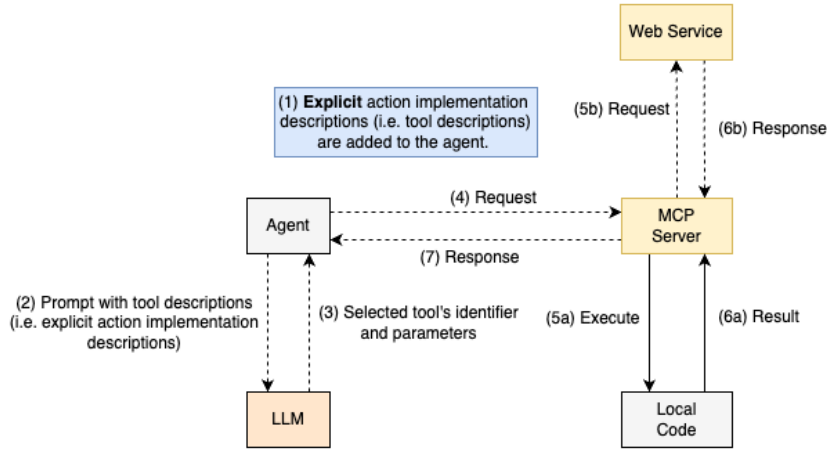 Web Service
(1) Explicit action implementation
descriptions (i.e. tool descriptions)
are added to the agent.
(5b) Request
(6b) Response
(4) Request
Agent
MCP
Server
(7) Response
(2) Prompt with tool descriptions
(i.e. explicit action implementation
descriptions)
(3) Selected tool's identifier
and parameters
(5a) Execute
(6a) Result
LLM
Local
Code